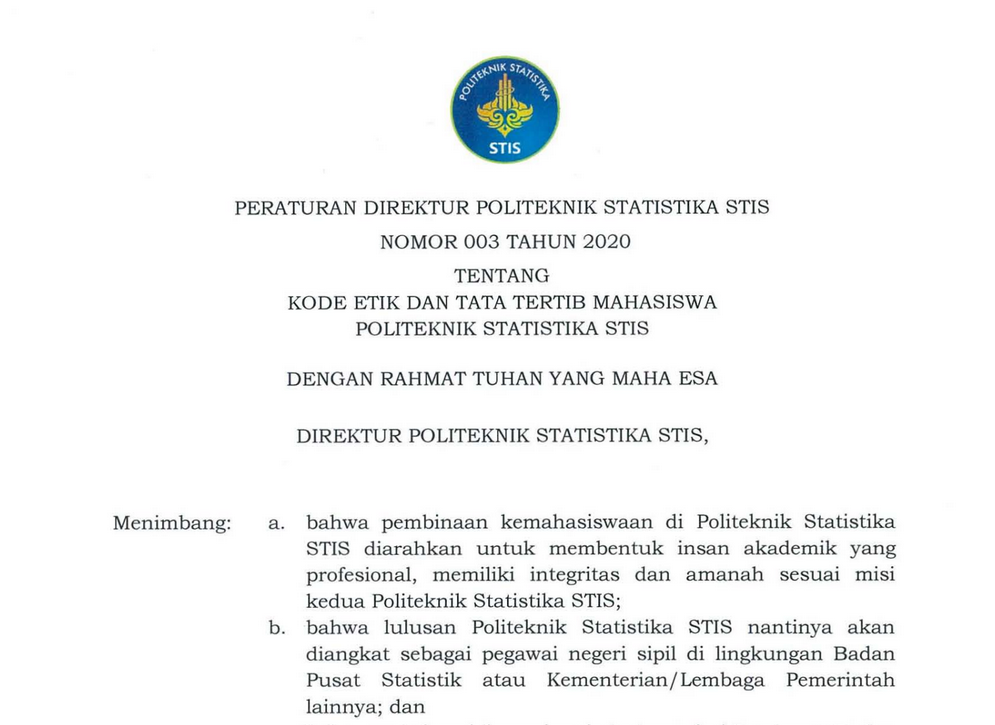 POLITEKNIK STATISTIKA
STIS
PERATURAN DIREKTUR POLITEKNIK STATISTIKA STIS
NOMOR 003 TAHUN 2020
TENTANG
KODE ETIK DAN TATA TERTIB MAHASISWA
POLITEKNIK STATISTIKA STIS
DENGAN RAHMAT TUHAN YANG MAHA ESA
DIREKTUR POLITEKNIK STATISTIKA STIS,
Menimbang: a. bahwa pembinaan kemahasiswaan di Politeknik Statistika
STIS diarahkan untuk membentuk insan akademik yang
profesional, memiliki integritas dan amanah sesuai misi
kedua Politeknik Statistika STIS;
b. bahwa lulusan Politeknik Statistika STIS nantinya akan
diangkat sebagai pegawai negeri sipil di lingkungan Badan
Pusat Statistik atau Kementerian/Lembaga Pemerintah
lainnya; dan